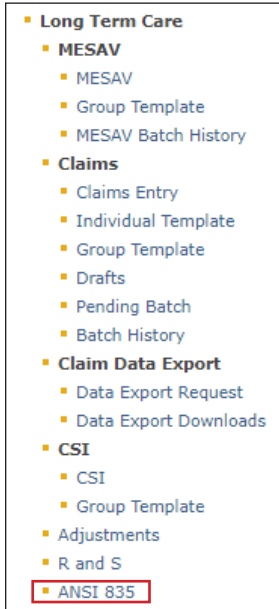 Long Term Care
MESAV
MESAV
Group Template
MESAV Batch History
Claims
Claims Entry
Individual Template
Group Template
Drafts
Pending Batch
Batch History
Claim Data Export
Data Export Request
Data Export Downloads
CSI
CSI
Group Template
Adjustments
R and S
ANSI 835